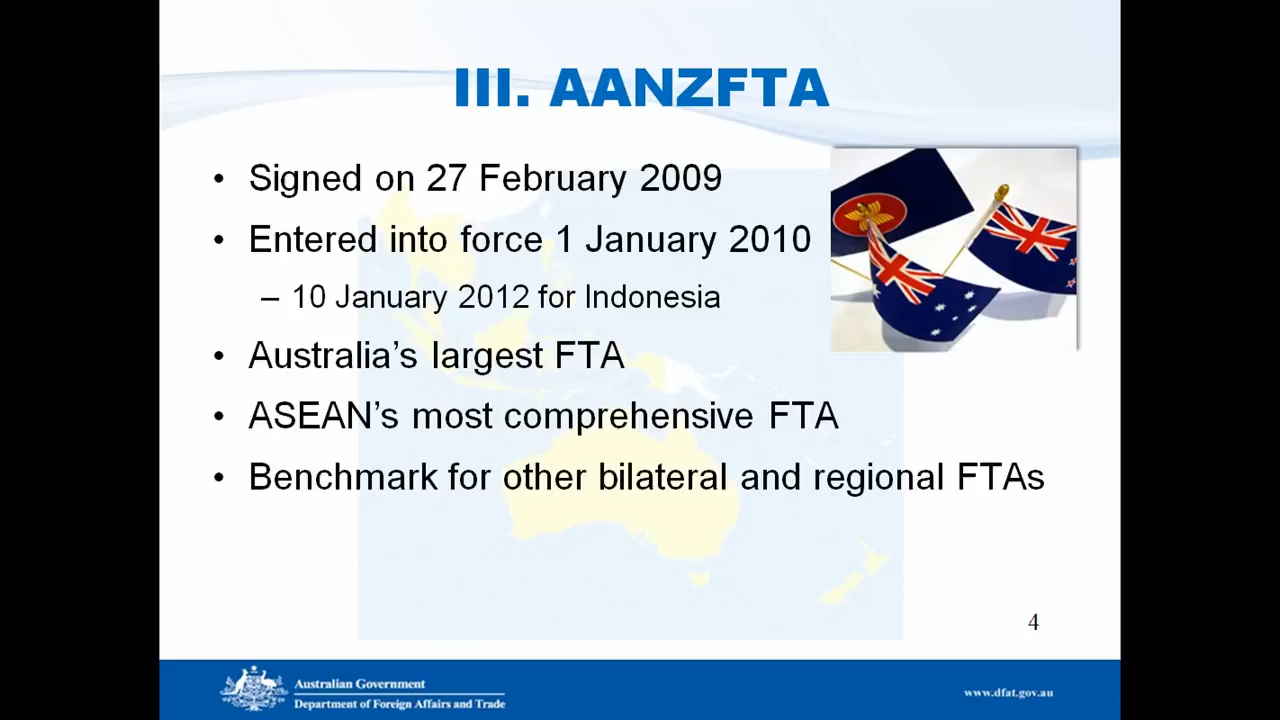 III. AANZFTA
• Signed on 27 February 2009
• Entered into force 1 January 2010
– 10 January 2012 for Indonesia
• Australia’s largest FTA
• ASEAN’s most comprehensive FTA
• Benchmark for other bilateral and regional FTAs
4
Australian Government
Department of Foreign Affairs and Trade
www.dfat.gov.au